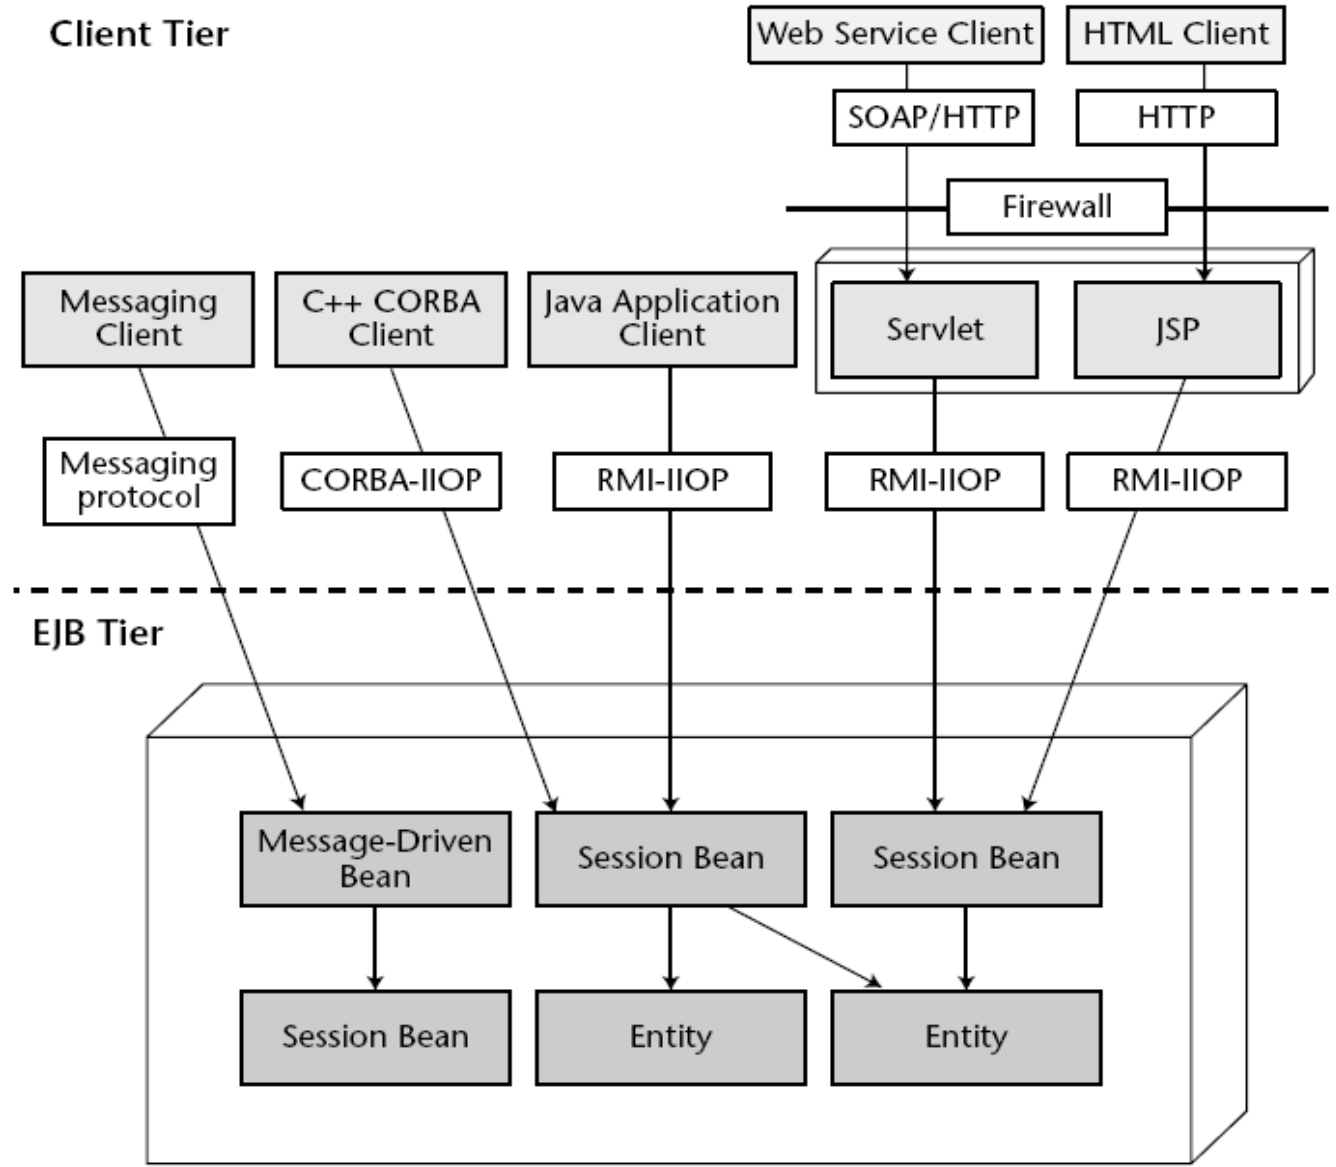 Client Tier
Web Service Client
HTML Client
SOAP/HTTP
HTTP
Firewall
Messaging
Client
C++ CORBA
Client
Java Application
Client
Servlet
JSP
Messaging
protocol
CORBA-IIOP
RMI-IIOP
RMI-IIOP
RMI-IIOP
EJB Tier
Message-Driven
Bean
Session Bean
Session Bean
Session Bean
Entity
Entity